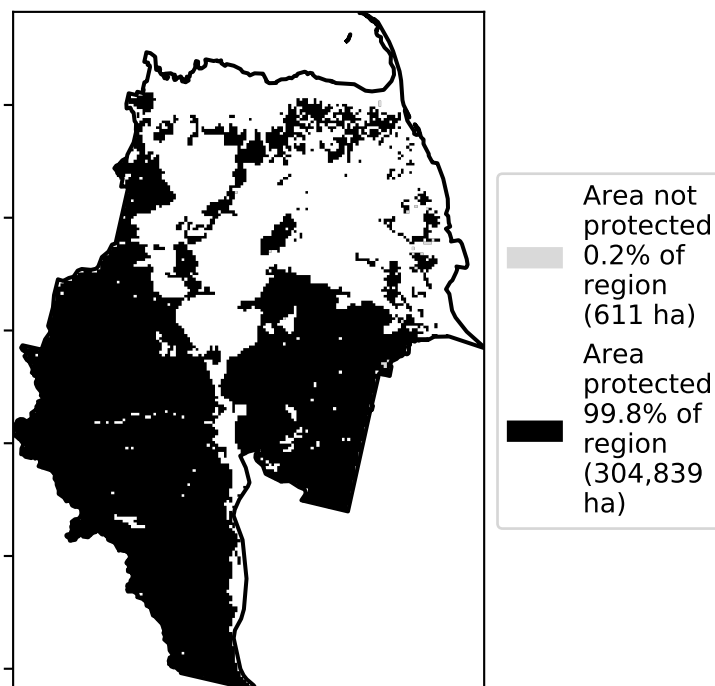 Area not
protected
0.2% of
region
(611 ha)
Area
protected
99.8% of
region
(304,839
ha)